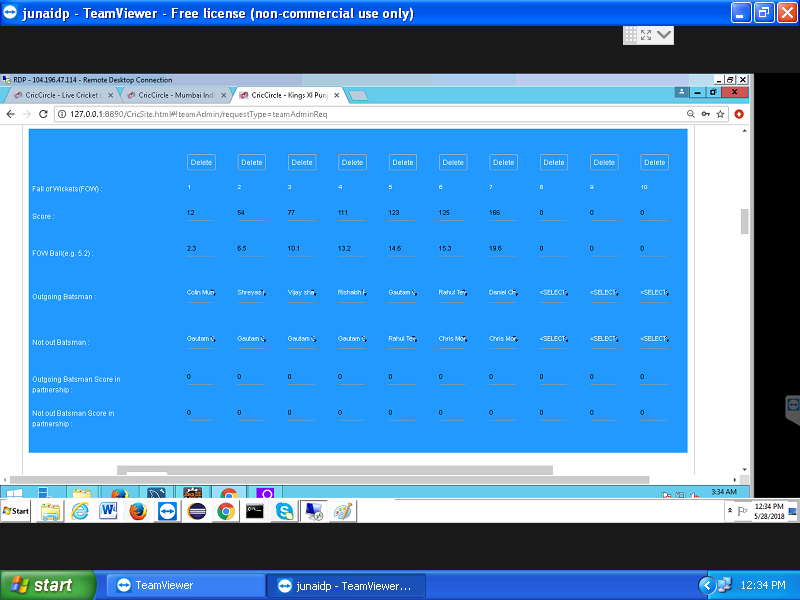 junaidp - TeamViewer - Free license (non-commercial use only)
RDP - 104.196.47.114 - Remote Desktop Connection
CricCircle - Live Cricket
CricCircle - Mumbai Indi
CricCircle - Kings XI Punj
127.0.0.1:8890/CricSite.html#!teamAdmin/requestType=teamAdminReq
Delete Delete Delete Delete Delete Delete Delete Delete Delete Delete
Fall of Wickets(FOW) : 1 2 3 4 5 6 7 8 9 10
Score : 12 54 77 111 123 125 166 0 0 0
FOW Ball(e.g. 5.2) : 2.3 6.5 10.1 13.2 14.6 15.3 19.6 0 0 0
Outgoing Batsman : Colin Mun Shreyas Vijay sha Rishabh Gautam G Rahul Tew Daniel Ch <SELECT <SELECT <SELECT
Not out Batsman : Gautam G Gautam G Gautam G Gautam G Rahul Tew Chris Mor Chris Mor <SELECT <SELECT <SELECT
Outgoing Batsman Score in
partnership : 0 0 0 0 0 0 0 0 0 0
Not out Batsman Score in
partnership : 0 0 0 0 0 0 0 0 0 0
3:34 AM
Start
12:34 PM
5/28/2018
start
TeamViewer
junaidp - TeamViewer...
12:34 PM